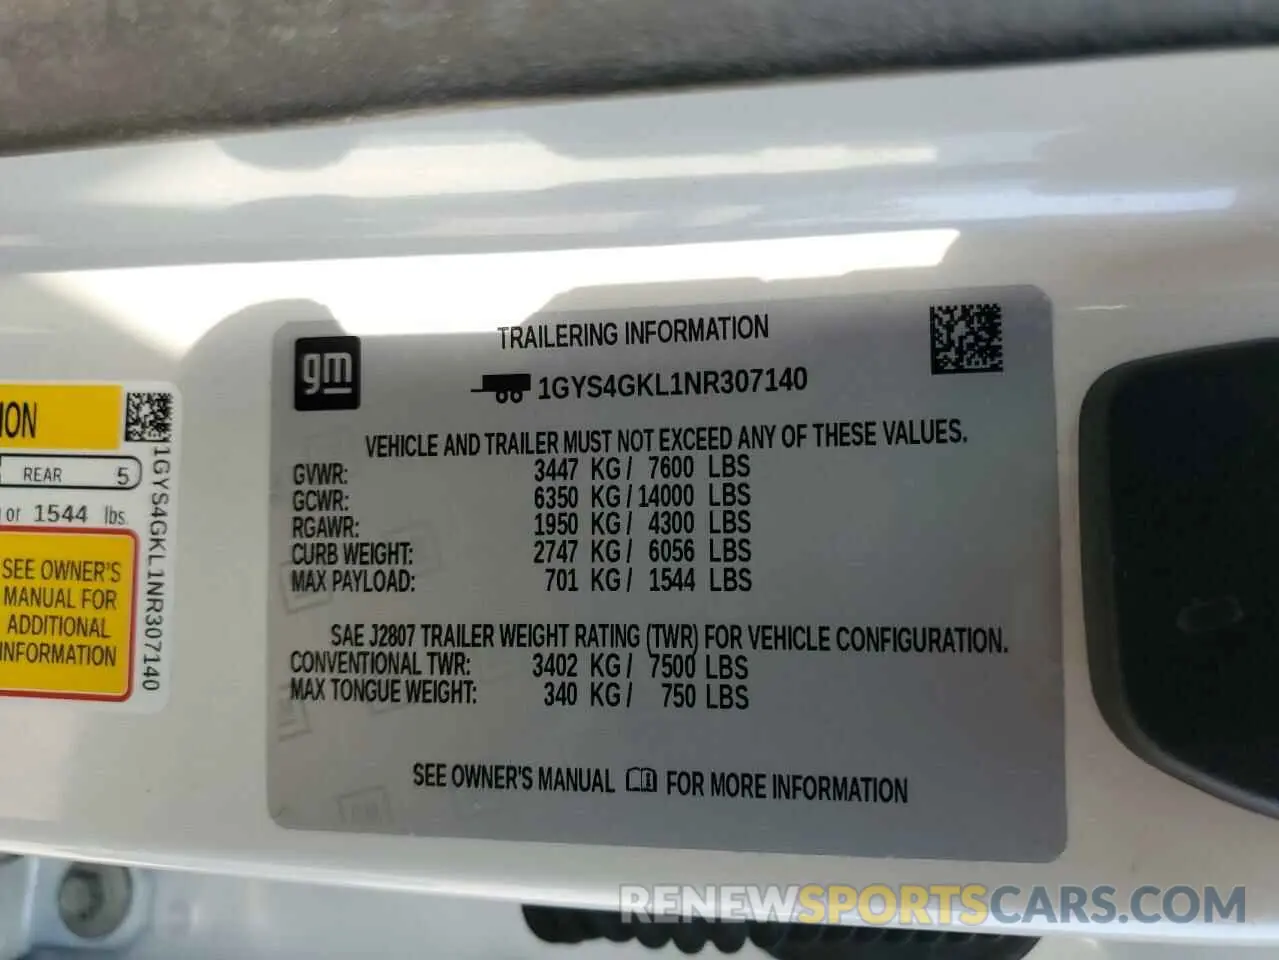 gm
TRAILERING INFORMATION
1GYS4GKL1NR307140
VEHICLE AND TRAILER MUST NOT EXCEED ANY OF THESE VALUES.
GVWR: 3447 KG/ 7600 LBS
GCWR: 6350 KG/14000 LBS
RGAWR: 1950 KG/ 4300 LBS
CURB WEIGHT: 2747 KG/ 6056 LBS
MAX PAYLOAD: 701 KG/ 1544 LBS
SAE J2807 TRAILER WEIGHT RATING (TWR) FOR VEHICLE CONFIGURATION.
CONVENTIONAL TWR: 3402 KG/ 7500 LBS
MAX TONGUE WEIGHT: 340 KG/ 750 LBS
SEE OWNER'S MANUAL FOR MORE INFORMATION
ION
REAR 5
or 1544 lbs.
SEE OWNER'S
MANUAL FOR
ADDITIONAL
INFORMATION
1GYS4GKL1NR307140
RENEWSPORTSCARS.COM